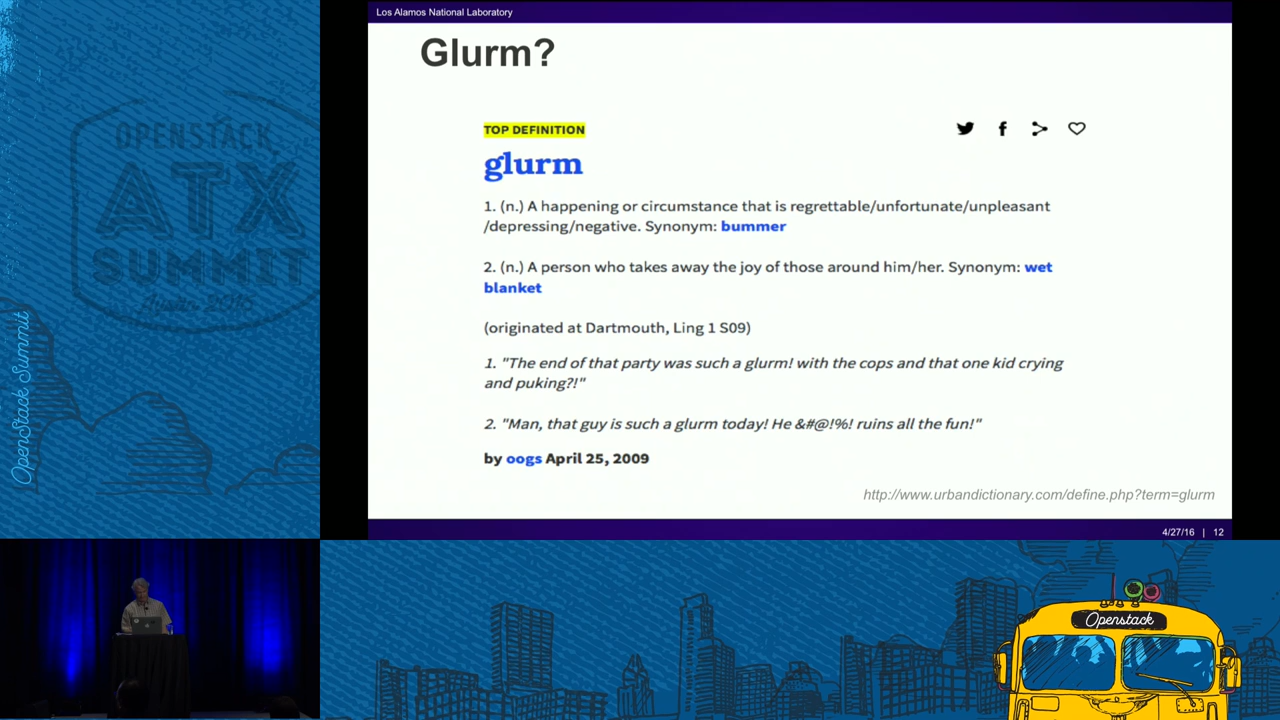 Los Alamos National Laboratory
Glurm?
TOP DEFINITION
glurm
1. (n.) A happening or circumstance that is regrettable/unfortunate/unpleasant
/depressing/negative. Synonym: bummer
2. (n.) A person who takes away the joy of those around him/her. Synonym: wet
blanket
(originated at Dartmouth, Ling 1 S09)
1. "The end of that party was such a glurm! with the cops and that one kid crying
and puking?!"
2. "Man, that guy is such a glurm today! He &#@!%! ruins all the fun!"
by oogs April 25, 2009
http://www.urbandictionary.com/define.php?term=glurm
4/27/16 | 12
OPENSTACK
ATX
SUMMIT
OpenStack Summit
Openstack